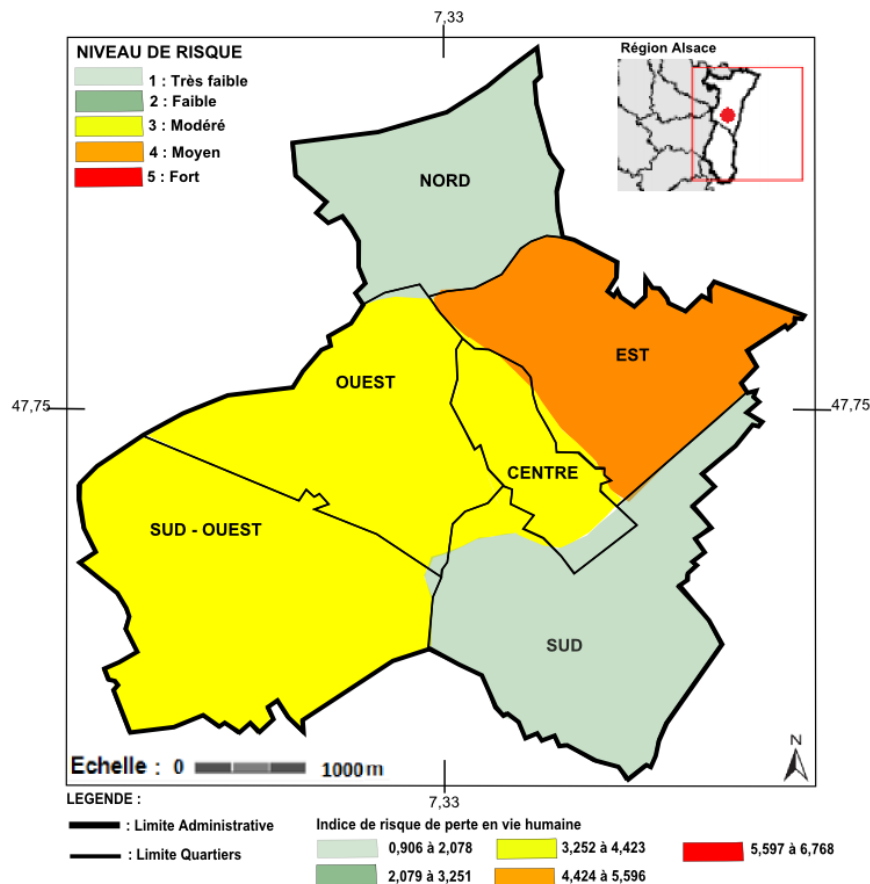 7,33
NIVEAU DE RISQUE
1 : Très faible
2 : Faible
3 : Modéré
4 : Moyen
5 : Fort
Région Alsace
NORD
EST
OUEST
47,75
47,75
CENTRE
SUD - OUEST
SUD
N
Echelle : 0 1000 m
7,33
LEGENDE :
: Limite Administrative
: Limite Quartiers
Indice de risque de perte en vie humaine
0,906 à 2,078
3,252 à 4,423
5,597 à 6,768
2,079 à 3,251
4,424 à 5,596